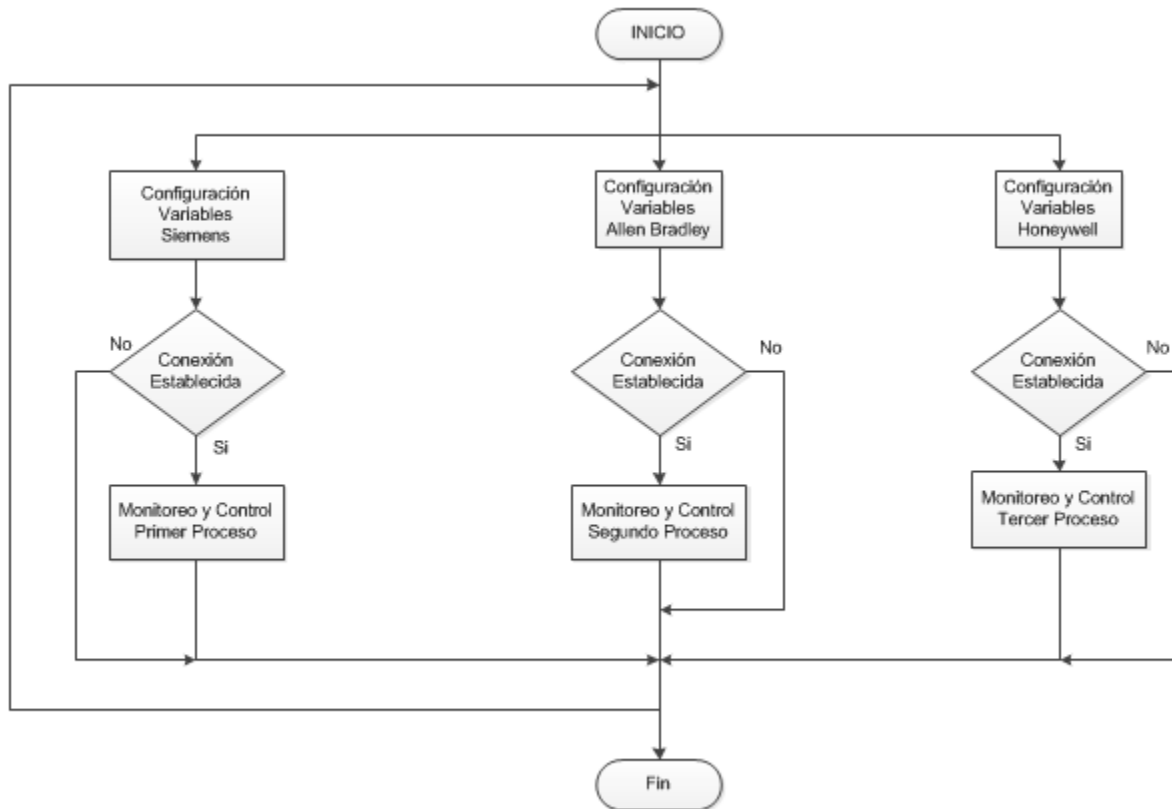 INICIO
Configuración
Variables
Siemens
Configuración
Variables
Allen Bradley
Configuración
Variables
Honeywell
No
Conexión
Establecida
No
Conexión
Establecida
No
Conexión
Establecida
Si
Si
Si
Monitoreo y Control
Primer Proceso
Monitoreo y Control
Segundo Proceso
Monitoreo y Control
Tercer Proceso
Fin